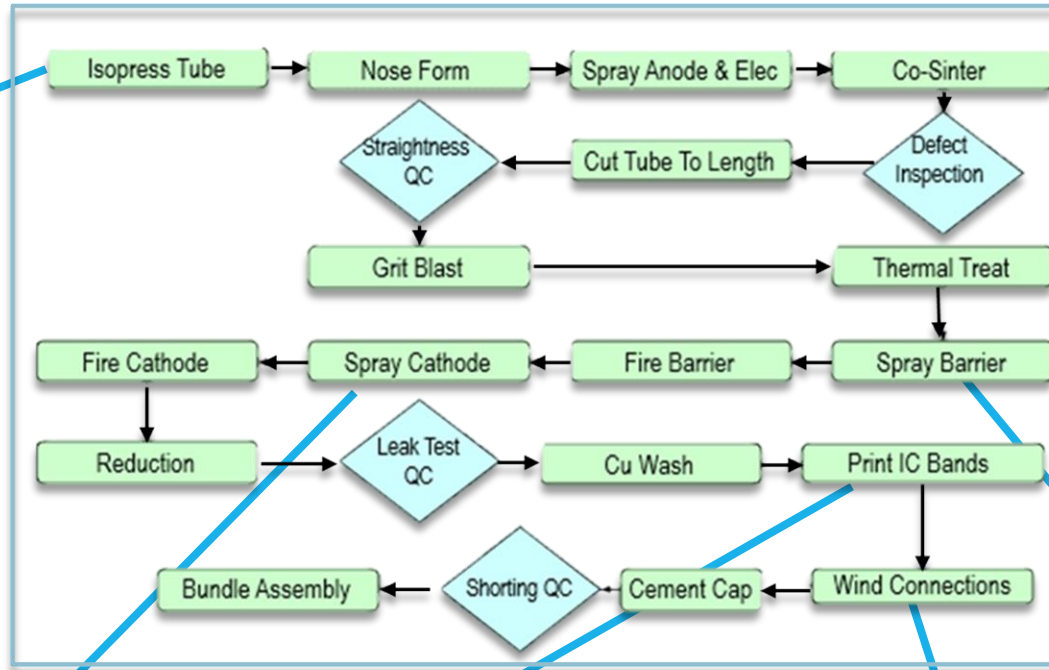 Isopress Tube
Nose Form
Spray Anode & Elec
Co-Sinter
Straightness
QC
Cut Tube To Length
Defect
Inspection
Grit Blast
Thermal Treat
Fire Cathode
Spray Cathode
Fire Barrier
Spray Barrier
Reduction
Leak Test
QC
Cu Wash
Print IC Bands
Bundle Assembly
Shorting QC
Cement Cap
Wind Connections